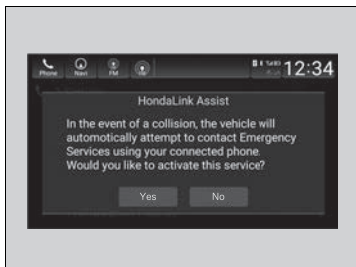 Phone Navi FM 12:34
HondaLink Assist
In the event of a collision, the vehicle will
automatically attempt to contact Emergency
Services using your connected phone.
Would you like to activate this service?
Yes No